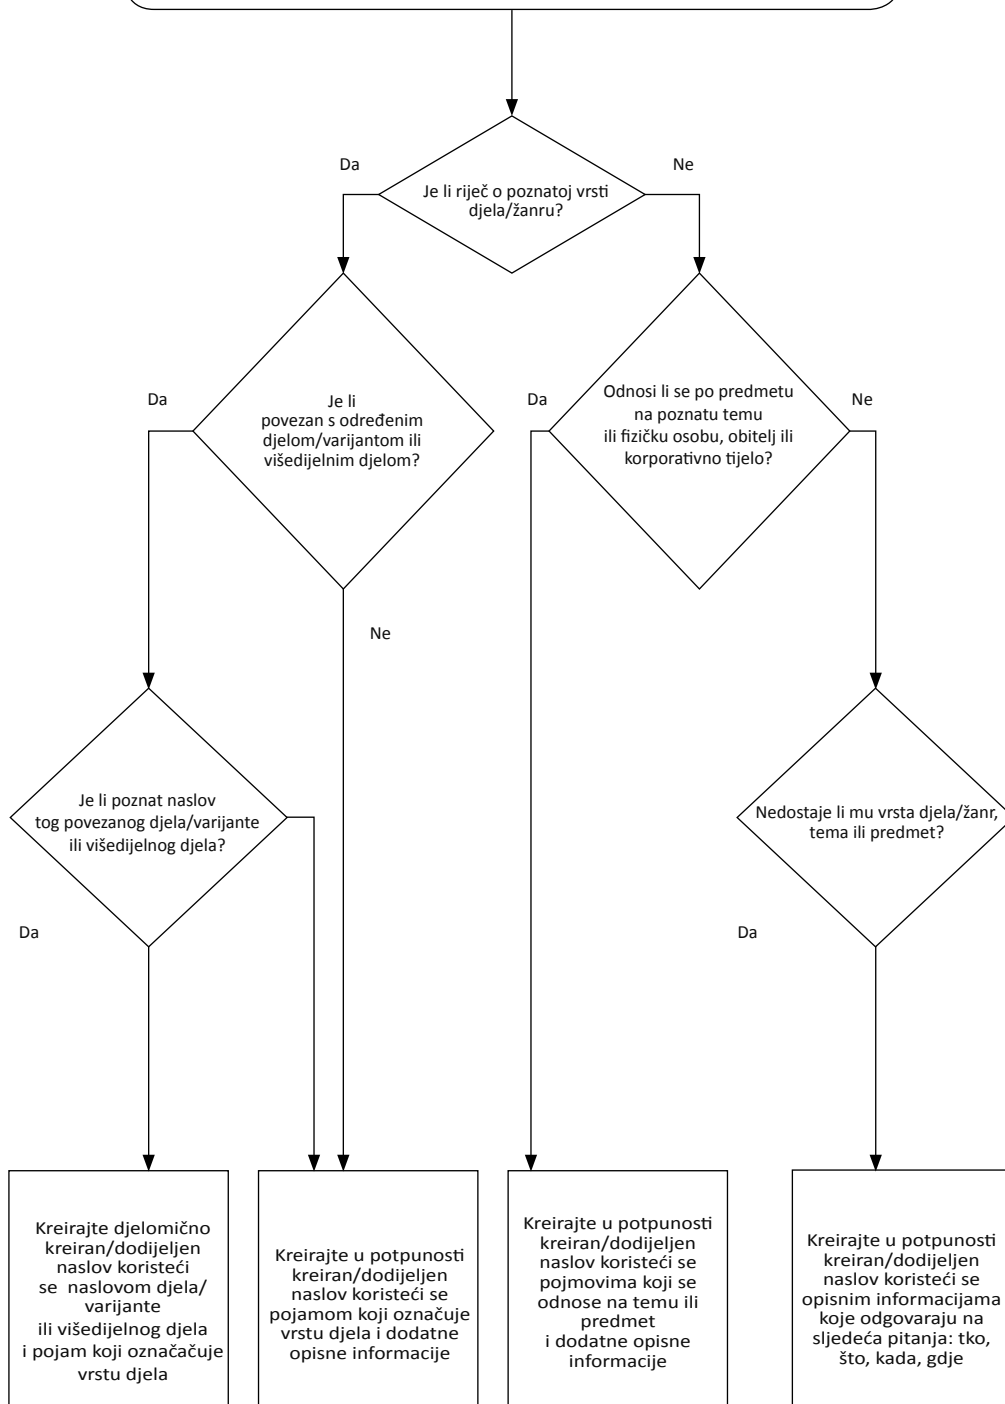 Da
Ne
Je li riječ o poznatoj vrsti
djela/žanru?
Da
Je li
povezan s određenim
djelom/varijantom ili
višedijelnim djelom?
Da
Odnosi li se po predmetu
na poznatu temu
ili fizičku osobu, obitelj ili
korporativno tijelo?
Ne
Ne
Je li poznat naslov
tog povezanog djela/varijante
ili višedijelnog djela?
Nedostaje li mu vrsta djela/žanr,
tema ili predmet?
Da
Da
Kreirajte djelomično
kreiran/dodijeljen
naslov koristeći
se naslovom djela/
varijante
ili višedijelnog djela
i pojam koji označačuje
vrstu djela
Kreirajte u potpunosti
kreiran/dodijeljen
naslov koristeći se
pojamom koji označuje
vrstu djela i dodatne
opisne informacije
Kreirajte u potpunosti
kreiran/dodijeljen
naslov koristeći se
pojmovima koji se
odnose na temu ili
predmet
i dodatne opisne
informacije
Kreirajte u potpunosti
kreiran/dodijeljen
naslov koristeći se
opisnim informacijama
koje odgovaraju na
sljedeća pitanja: tko,
što, kada, gdje